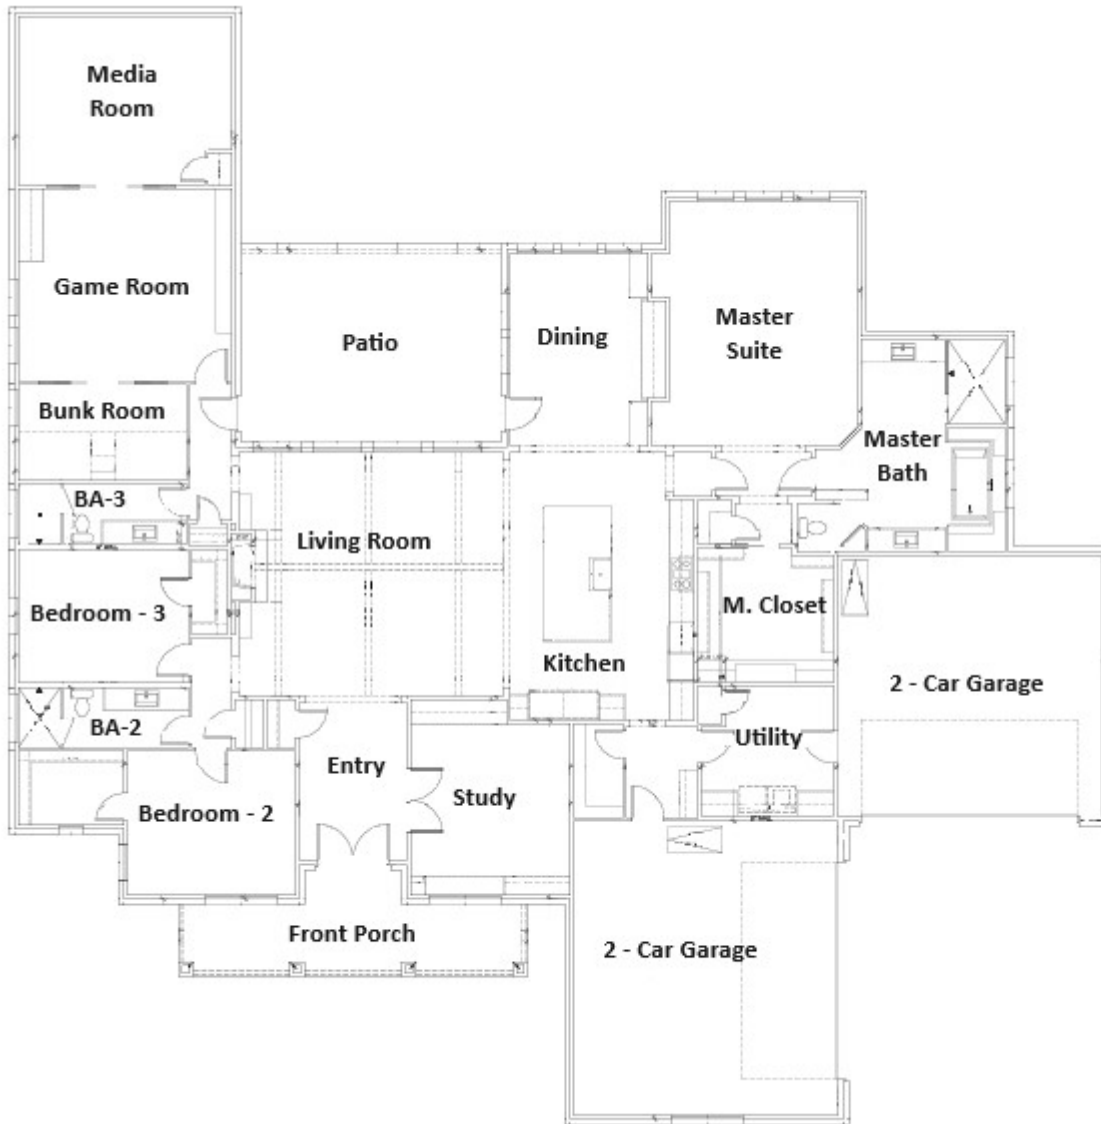 Media
Room
Game Room
Patio
Dining
Master
Suite
Bunk Room
Master
Bath
BA-3
Living Room
Bedroom - 3
M. Closet
Kitchen
2 - Car Garage
BA-2
Entry
Utility
Study
Bedroom - 2
Front Porch
2 - Car Garage